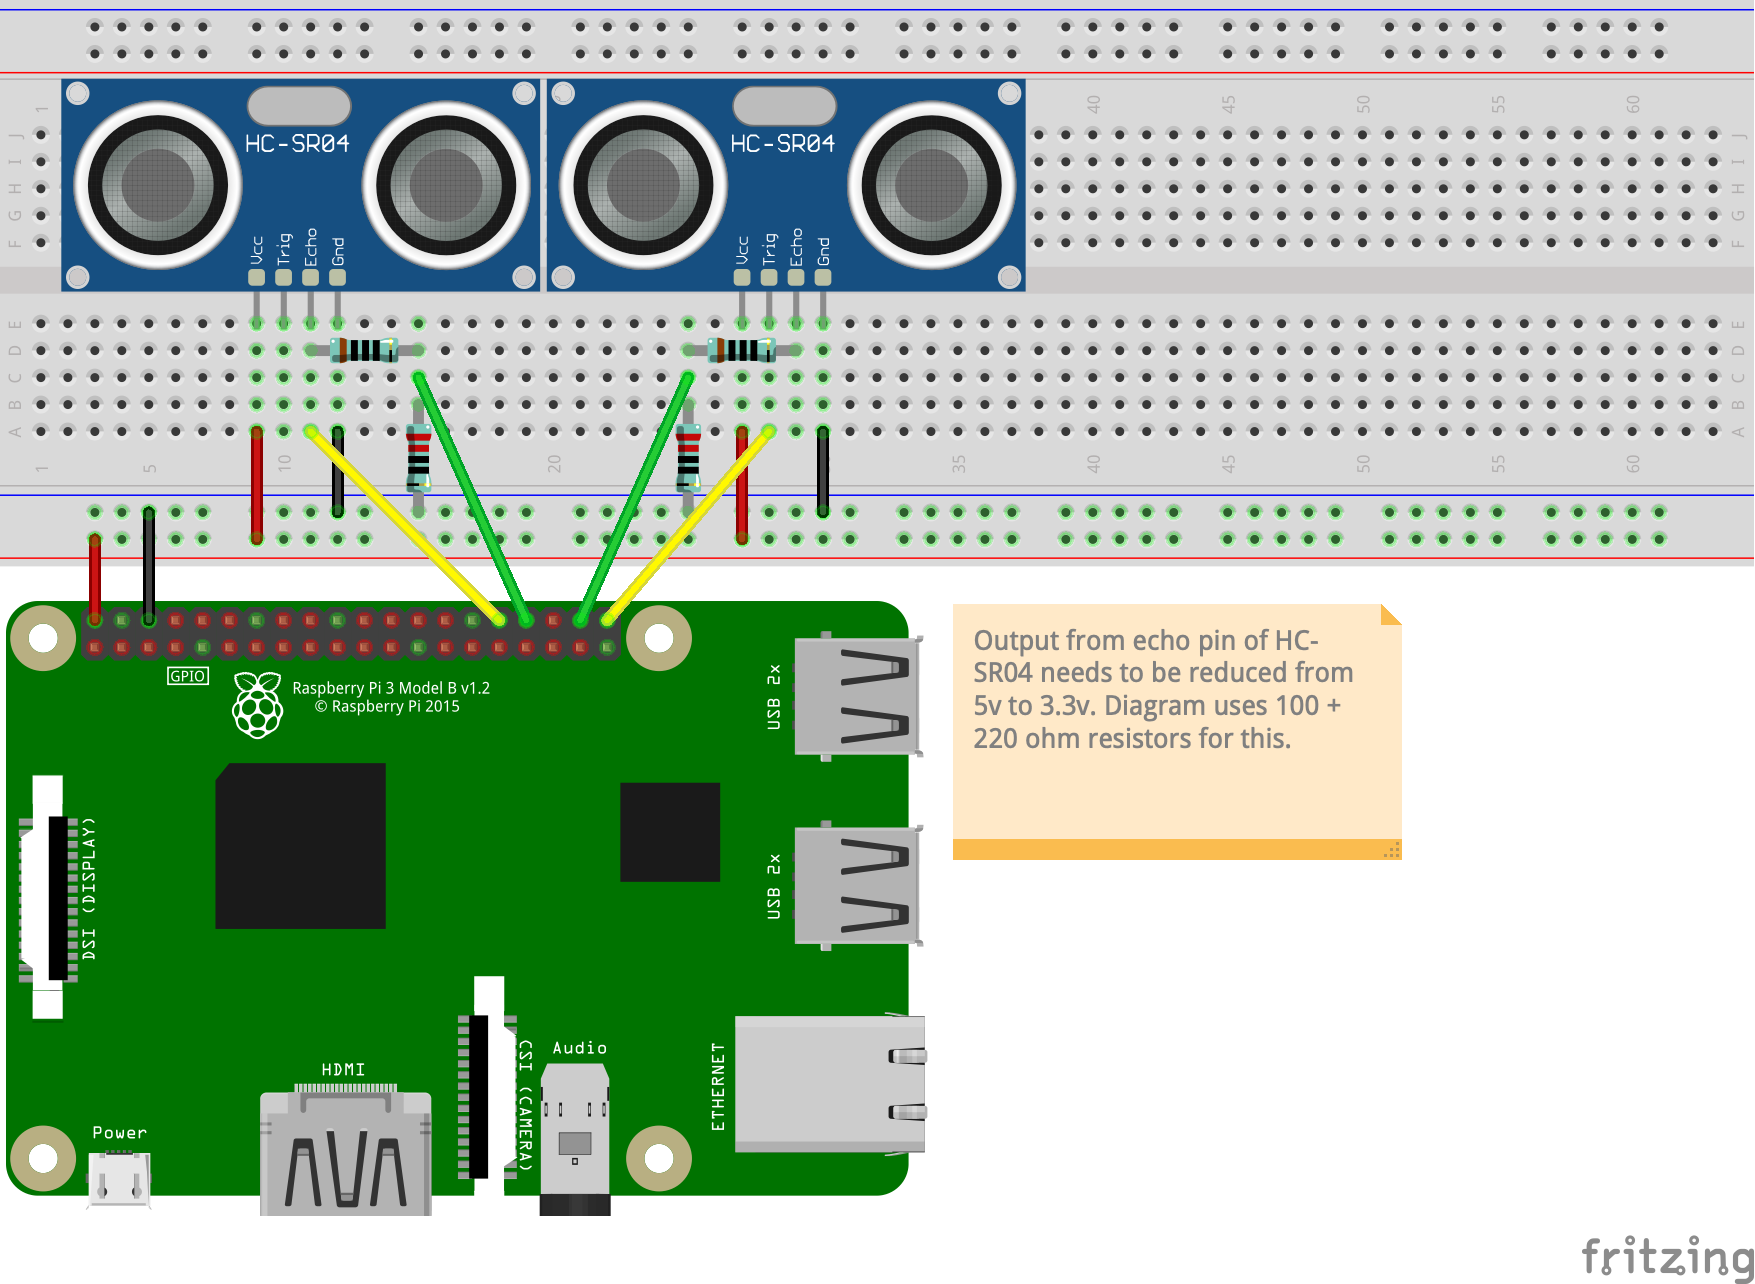 1
J
I
H
G
F
HC-SR04
Vcc
Trig
Echo
Gnd
HC-SR04
Vcc
Trig
Echo
Gnd
40
45
50
55
60
J
I
H
G
F
E
D
C
B
A
E
D
C
B
A
1
5
10
20
35
40
45
50
55
60
GPIO
Raspberry Pi 3 Model B v1.2
© Raspberry Pi 2015
USB 2x
USB 2x
DSI (DISPLAY)
HDMI
CSI (CAMERA)
Audio
ETHERNET
Power
Output from echo pin of HC-
SR04 needs to be reduced from
5v to 3.3v. Diagram uses 100 +
220 ohm resistors for this.
fritzing